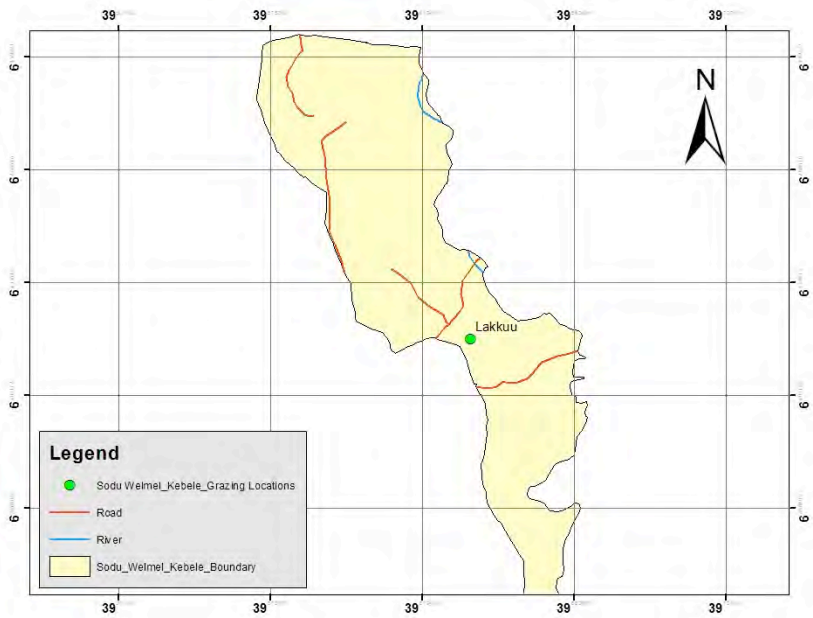 39 39 39 39 39
N
6 6
6 6
6 6
Lakkuu
6 6
Legend
Sodu Welmel_Kebele_Grazing Locations
6 6
Road
River
Sodu_Welmel_Kebele_Boundary
39 39 39 39 39